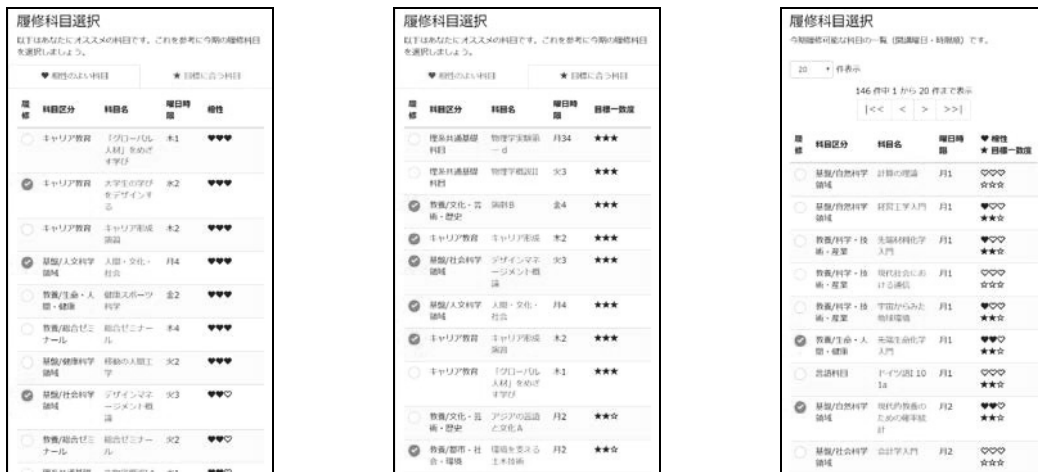 履修科目選択
以下はあなたにオススメの科目です。これを参考に今期の履修科目
を選択しましょう。
♥ 相性のよい科目 ★ 目標に合う科目
履修 科目区分 科目名 曜日時限 相性
キャリア教育 「グローバル人材」をめざす学び 木1 ♥♥♥
キャリア教育 大学生の学びをデザインする 水2 ♥♥♥
キャリア教育 キャリア形成演習 木2 ♥♥♥
基盤/人文科学領域 人間・文化・社会 月4 ♥♥♥
教養/生命・人間・健康 健康スポーツ科学 金2 ♥♥♥
教養/総合ゼミナール 総合ゼミナール 木4 ♥♥♥
基盤/健康科学領域 移動の人間工学 火2 ♥♥♥
基盤/社会科学領域 デザインマネージメント概論 火3 ♥♥♡
教養/総合ゼミナール 総合ゼミナール 火2 ♥♥♡
履修科目選択
以下はあなたにオススメの科目です。これを参考に今期の履修科目
を選択しましょう。
♥ 相性のよい科目 ★ 目標に合う科目
履修 科目区分 科目名 曜日時限 目標一致度
理系共通基礎科目 物理学実験第一d 月34 ★★★
理系共通基礎科目 物理学概説II 火3 ★★★
教養/文化・芸術・歴史 演劇B 金4 ★★★
キャリア教育 キャリア形成 水2 ★★★
基盤/社会科学領域 デザインマネージメント概論 火3 ★★★
基盤/人文科学領域 人間・文化・社会 月4 ★★★
キャリア教育 キャリア形成演習 木2 ★★★
キャリア教育 「グローバル人材」をめざす学び 木1 ★★★
教養/文化・芸術・歴史 アジアの言語と文化A 月2 ★★☆
教養/都市・社会・環境 環境を支える土木技術 月2 ★★☆
履修科目選択
今期履修可能な科目の一覧（開講曜日・時限順）です。
20 件表示
146 件中 1 から 20 件まで表示
|<< < > >>|
履修 科目区分 科目名 曜日時限 ♥ 相性 ★ 目標一致度
基盤/自然科学領域 計算の理論 月1 ♡♡♡ ☆☆☆
基盤/自然科学領域 経営工学入門 月1 ♥♡♡ ★★☆
教養/科学・技術・産業 先端材料化学入門 月1 ♥♡♡ ★★☆
教養/科学・技術・産業 現代社会における通信 月1 ♡♡♡ ☆☆☆
教養/科学・技術・産業 宇宙からみた地球環境 月1 ♥♡♡ ★★☆
教養/生命・人間・健康 先端生命化学入門 月1 ♥♥♡ ★★☆
言語科目 ドイツ語I 101a 月1 ♡♡♡ ★★☆
基盤/自然科学領域 現代的教養のための確率統計 月2 ♥♥♡ ★★☆
基盤/社会科学領域 会計学入門 月2 ♡♡♡ ☆☆☆